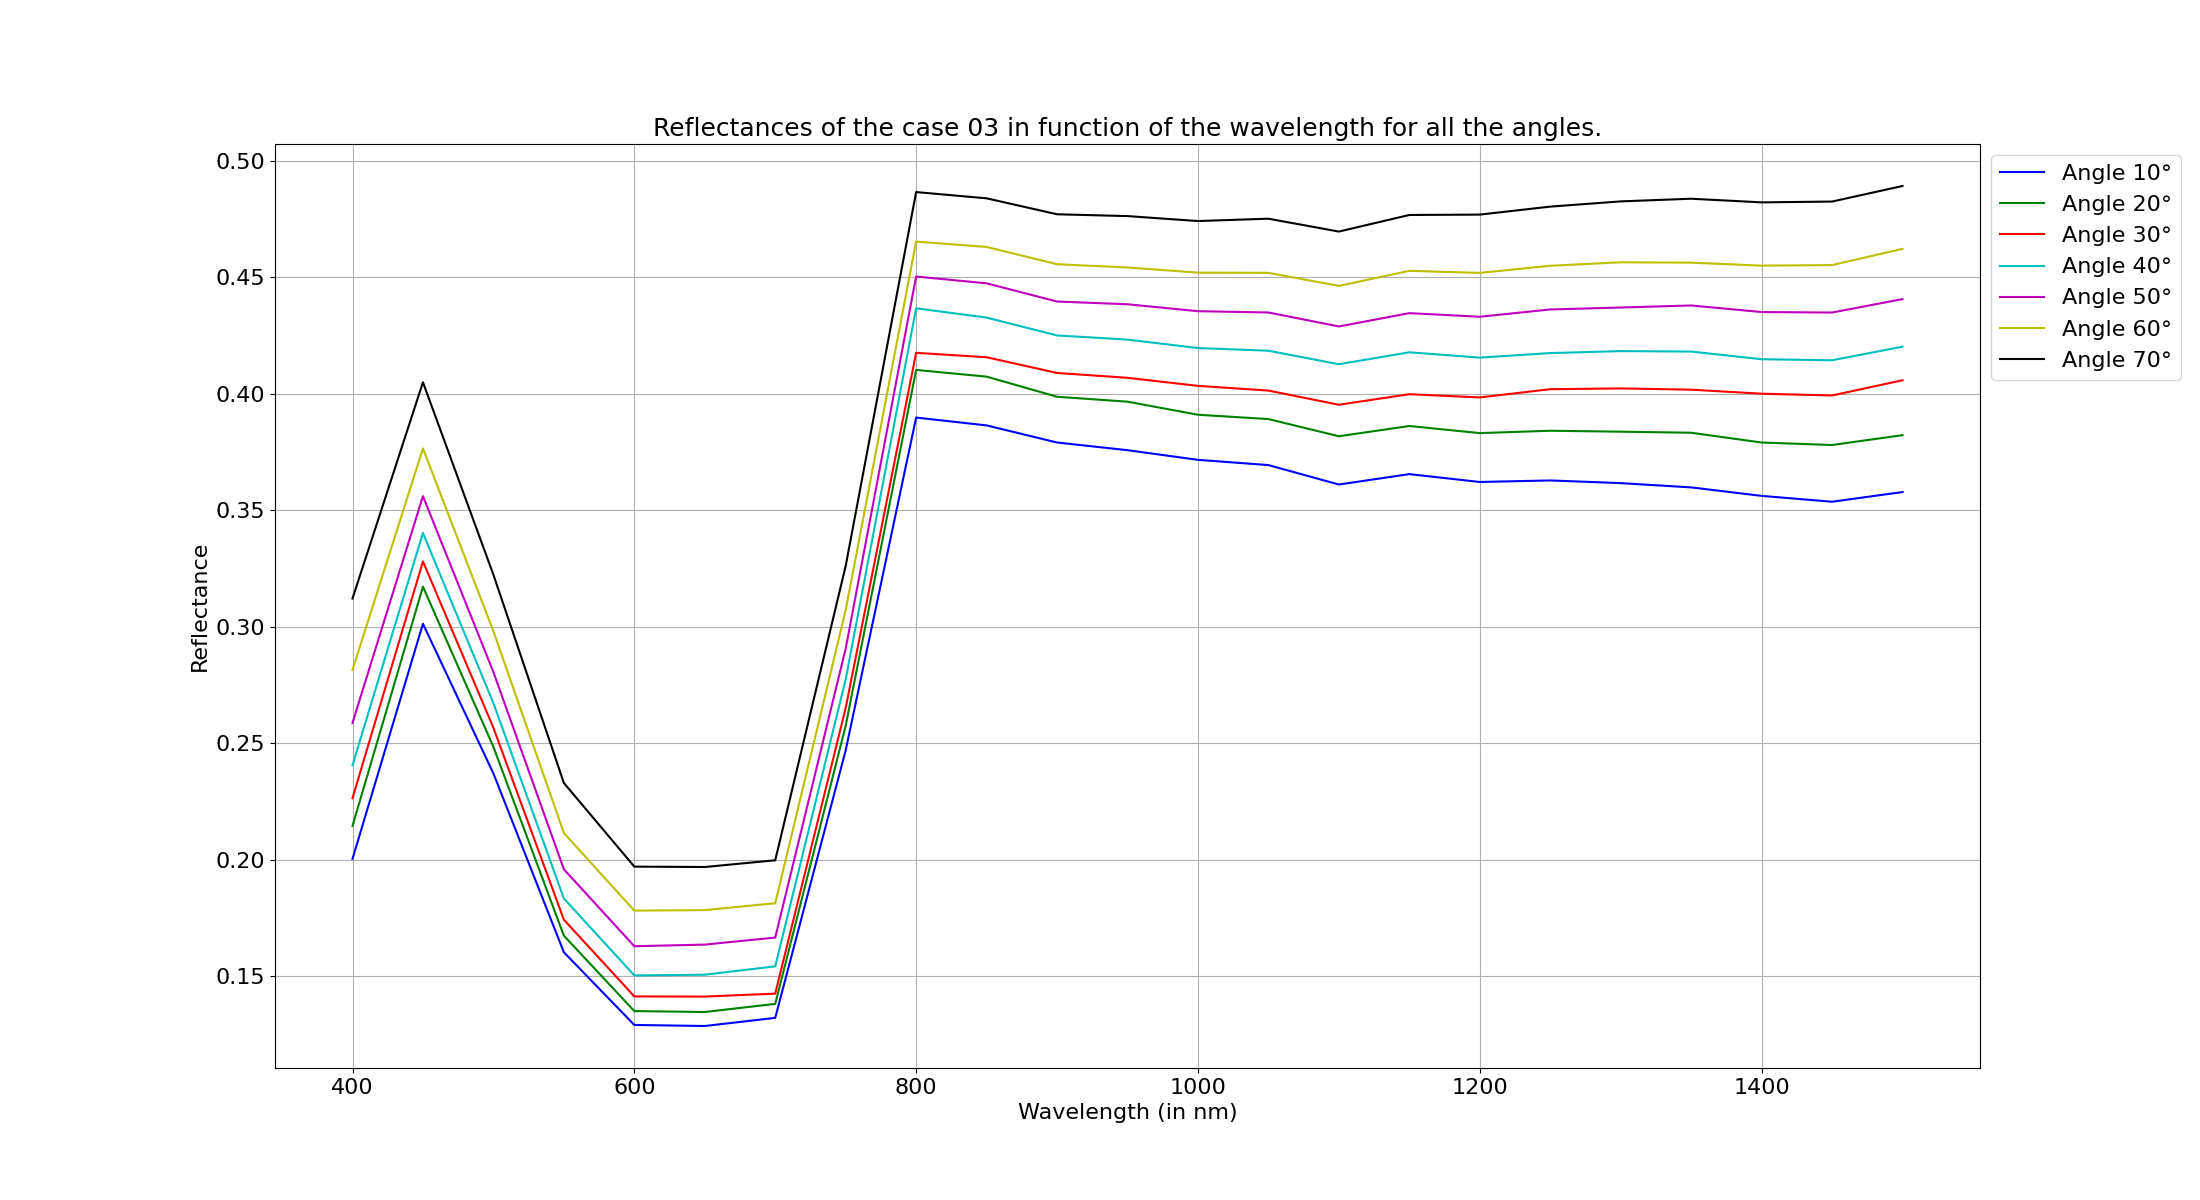 Reflectances of the case 03 in function of the wavelength for all the angles.
0.50
0.45
0.40
0.35
0.30
0.25
0.20
0.15
Reflectance
400 600 800 1000 1200 1400
Wavelength (in nm)
Angle 10°
Angle 20°
Angle 30°
Angle 40°
Angle 50°
Angle 60°
Angle 70°